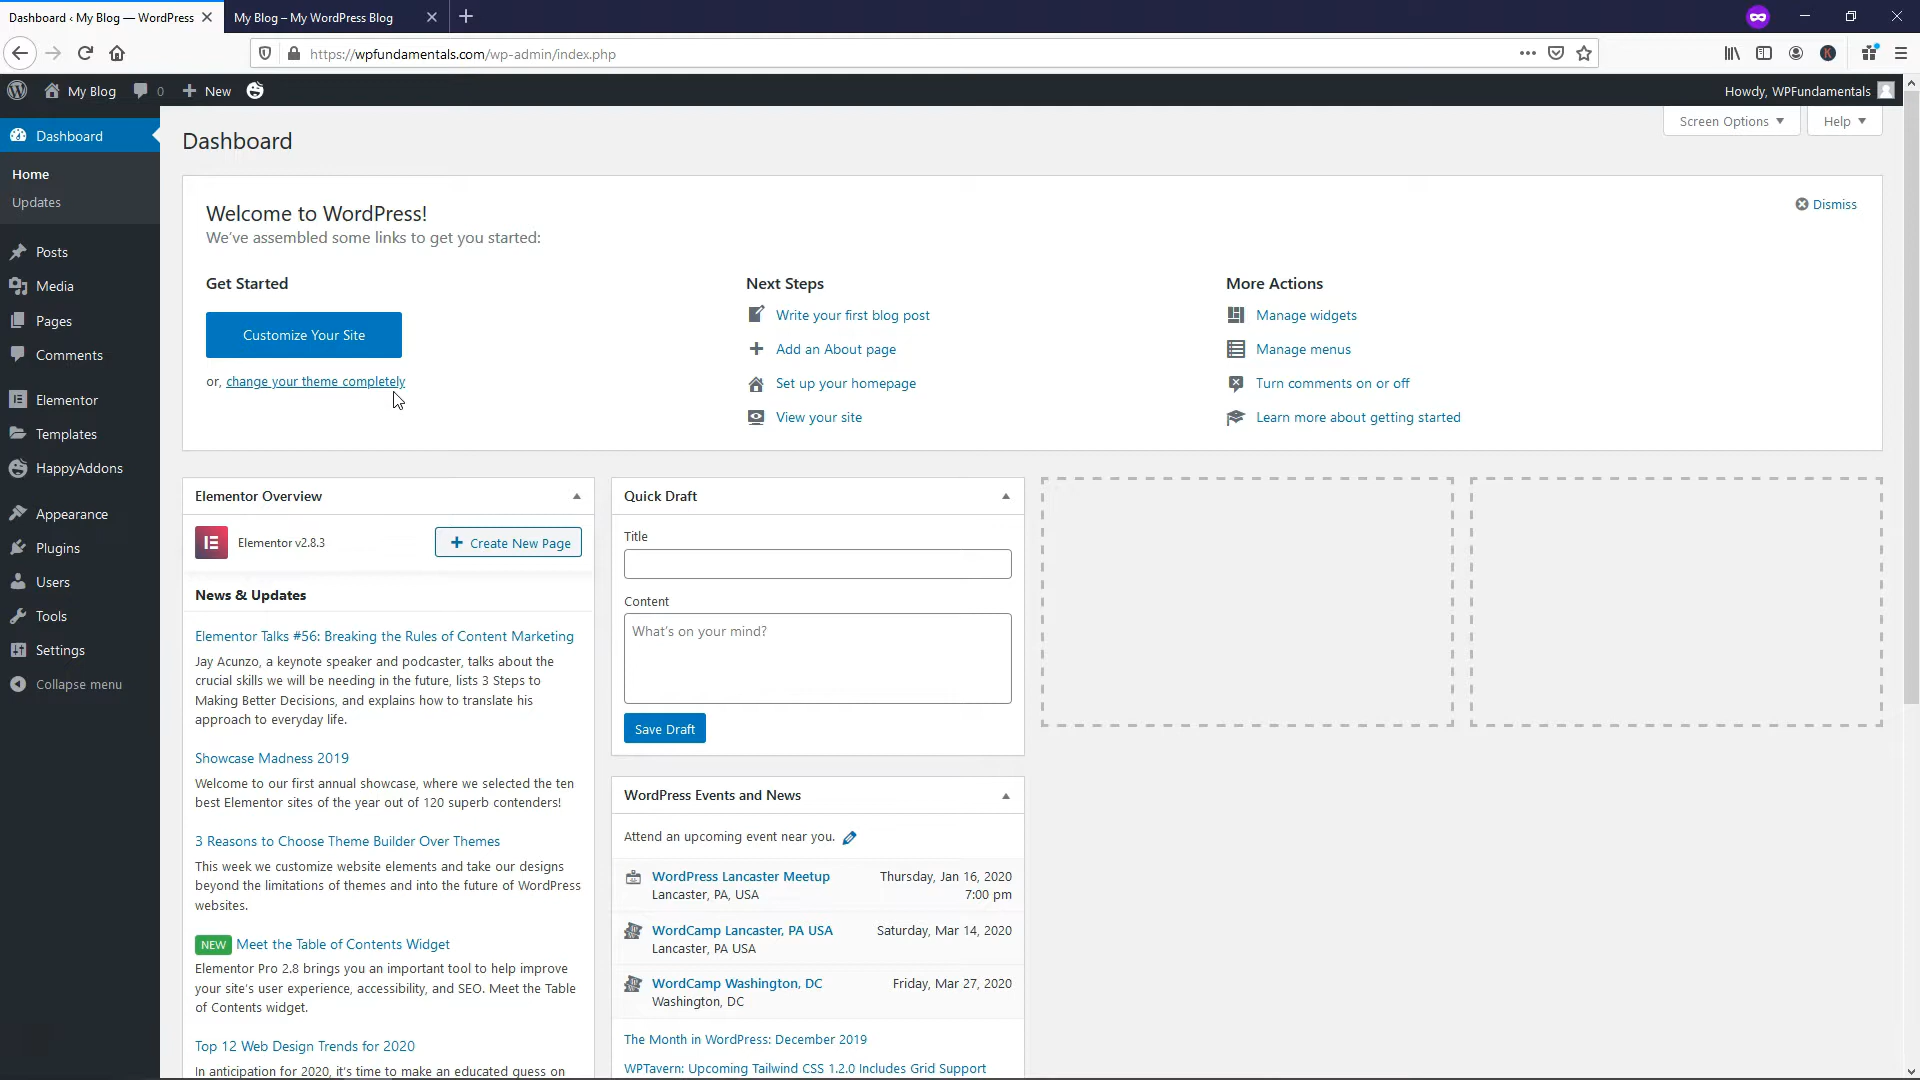 Dashboard ‹ My Blog — WordPress
My Blog – My WordPress Blog
https://wpfundamentals.com/wp-admin/index.php
My Blog
0
New
Howdy, WPFundamentals
Screen Options
Help
Dashboard
Home
Updates
Posts
Media
Pages
Comments
Elementor
Templates
HappyAddons
Appearance
Plugins
Users
Tools
Settings
Collapse menu
Dashboard
Welcome to WordPress!
We've assembled some links to get you started:
Dismiss
Get Started
Customize Your Site
or, change your theme completely
Next Steps
Write your first blog post
Add an About page
Set up your homepage
View your site
More Actions
Manage widgets
Manage menus
Turn comments on or off
Learn more about getting started
Elementor Overview
Elementor v2.8.3
Create New Page
News & Updates
Elementor Talks #56: Breaking the Rules of Content Marketing
Jay Acunzo, a keynote speaker and podcaster, talks about the
crucial skills we will be needing in the future, lists 3 Steps to
Making Better Decisions, and explains how to translate his
approach to everyday life.
Showcase Madness 2019
Welcome to our first annual showcase, where we selected the ten
best Elementor sites of the year out of 120 superb contenders!
3 Reasons to Choose Theme Builder Over Themes
This week we customize website elements and take our designs
beyond the limitations of themes and into the future of WordPress
websites.
NEW Meet the Table of Contents Widget
Elementor Pro 2.8 brings you an important tool to help improve
your site's user experience, accessibility, and SEO. Meet the Table
of Contents widget.
Top 12 Web Design Trends for 2020
In anticipation for 2020, it's time to make an educated guess on
Quick Draft
Title
Content
What's on your mind?
Save Draft
WordPress Events and News
Attend an upcoming event near you.
WordPress Lancaster Meetup
Lancaster, PA, USA
Thursday, Jan 16, 2020
7:00 pm
WordCamp Lancaster, PA USA
Lancaster, PA USA
Saturday, Mar 14, 2020
WordCamp Washington, DC
Washington, DC
Friday, Mar 27, 2020
The Month in WordPress: December 2019
WPTavern: Upcoming Tailwind CSS 1.2.0 Includes Grid Support